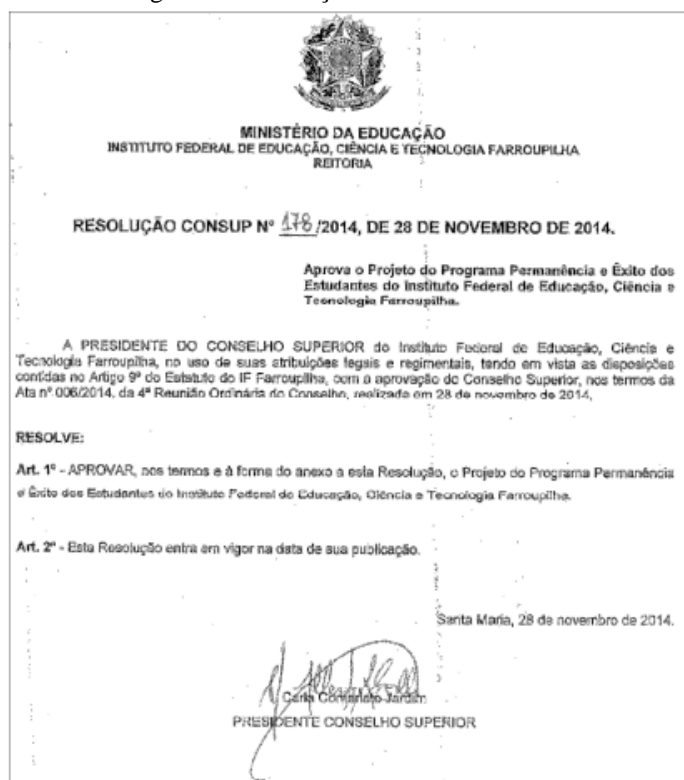 MINISTÉRIO DA EDUCAÇÃO
INSTITUTO FEDERAL DE EDUCAÇÃO, CIÊNCIA E TECNOLOGIA FARROUPILHA
REITORIA
RESOLUÇÃO CONSUP Nº 178/2014, DE 28 DE NOVEMBRO DE 2014.
Aprova o Projeto do Programa Permanência e Êxito dos
Estudantes do Instituto Federal de Educação, Ciência e
Tecnologia Farroupilha.
A PRESIDENTE DO CONSELHO SUPERIOR do Instituto Federal de Educação, Ciência e
Tecnologia Farroupilha, no uso de suas atribuições legais e regimentais, tendo em vista as disposições
contidas no Artigo 9º do Estatuto do IF Farroupilha, com a aprovação do Conselho Superior, nos termos da
Ata nº 006/2014, da 4ª Reunião Ordinária do Conselho, realizada em 28 de novembro de 2014,
RESOLVE:
Art. 1º - APROVAR, nos termos e à forma do anexo a esta Resolução, o Projeto do Programa Permanência
e Êxito dos Estudantes do Instituto Federal de Educação, Ciência e Tecnologia Farroupilha.
Art. 2º - Esta Resolução entra em vigor na data de sua publicação.
Santa Maria, 28 de novembro de 2014.
Carla Comerlato Jardim
PRESIDENTE CONSELHO SUPERIOR